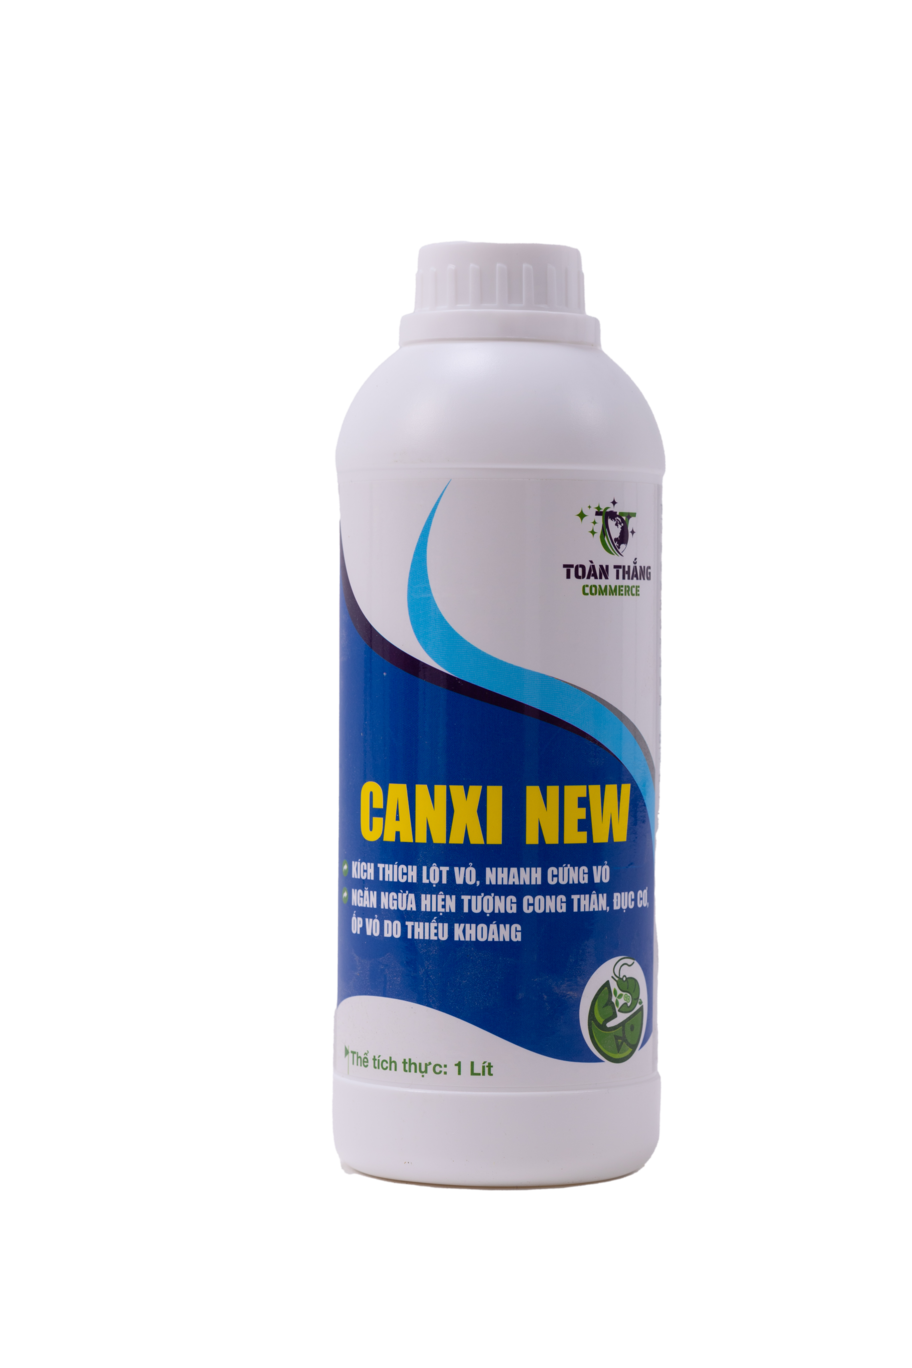 TOÀN THẮNG
COMMERCE
CANXI NEW
KÍCH THÍCH LỘT VỎ, NHANH CỨNG VỎ
NGĂN NGỪA HIỆN TƯỢNG CONG THÂN, ĐỤC CƠ,
ỐP VỎ DO THIẾU KHOÁNG
Thể tích thực: 1 Lít